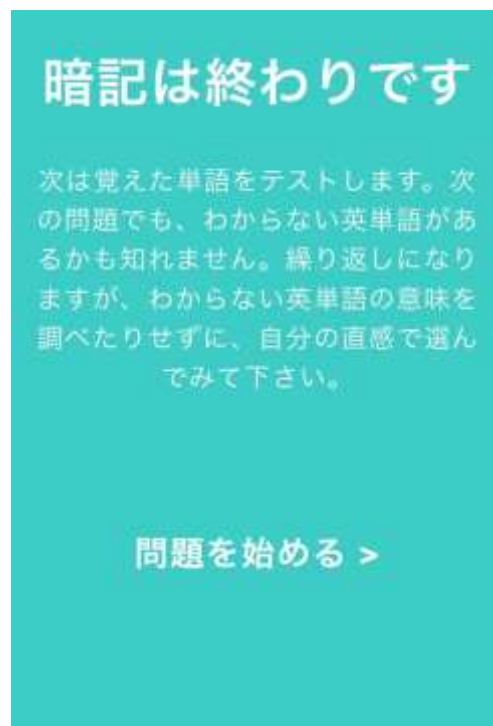 暗記は終わりです
次は覚えた単語をテストします。次
の問題でも、わからない英単語があ
るかも知れません。繰り返しになり
ますが、わからない英単語の意味を
調べたりせずに、自分の直感で選ん
でみて下さい。
問題を始める >